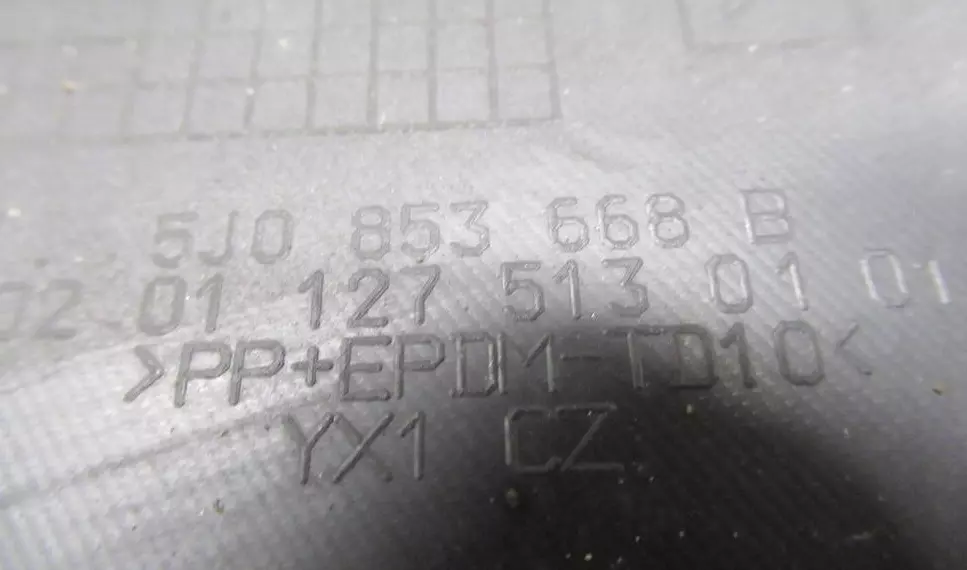 5J0 853 668 B
02 01 127 513 01 01
>PP+EPDM-TD10<
YX1 CZ